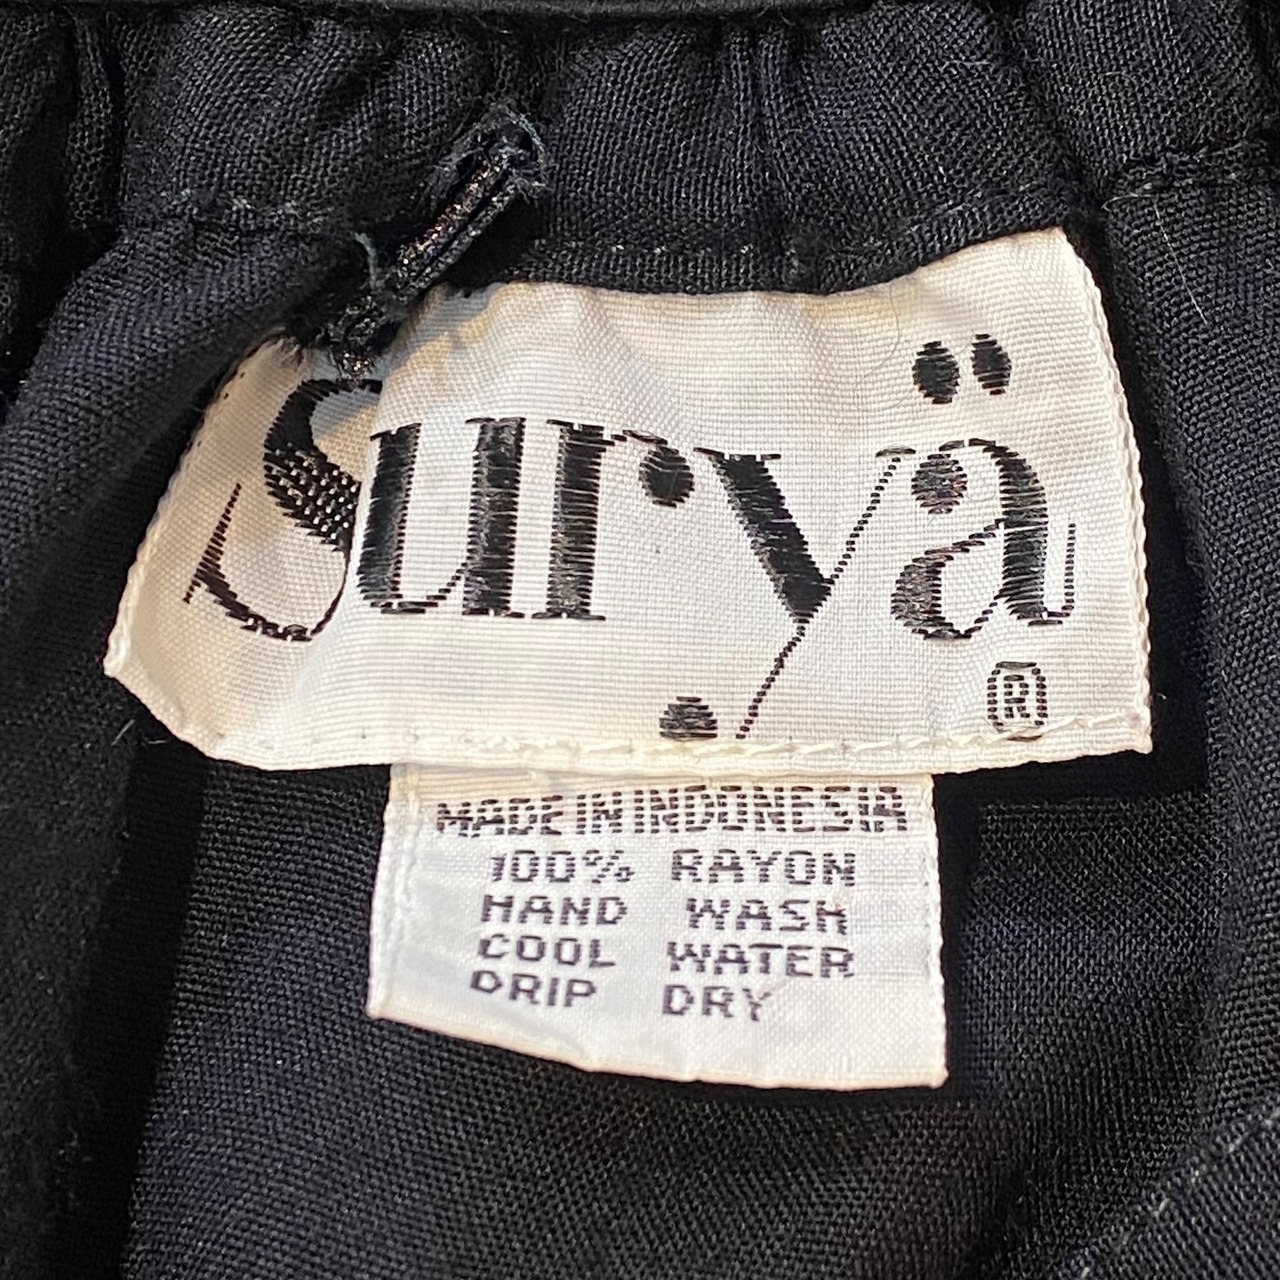 Suryä
®
MADE IN INDONESIA
100% RAYON
HAND WASH
COOL WATER
DRIP DRY